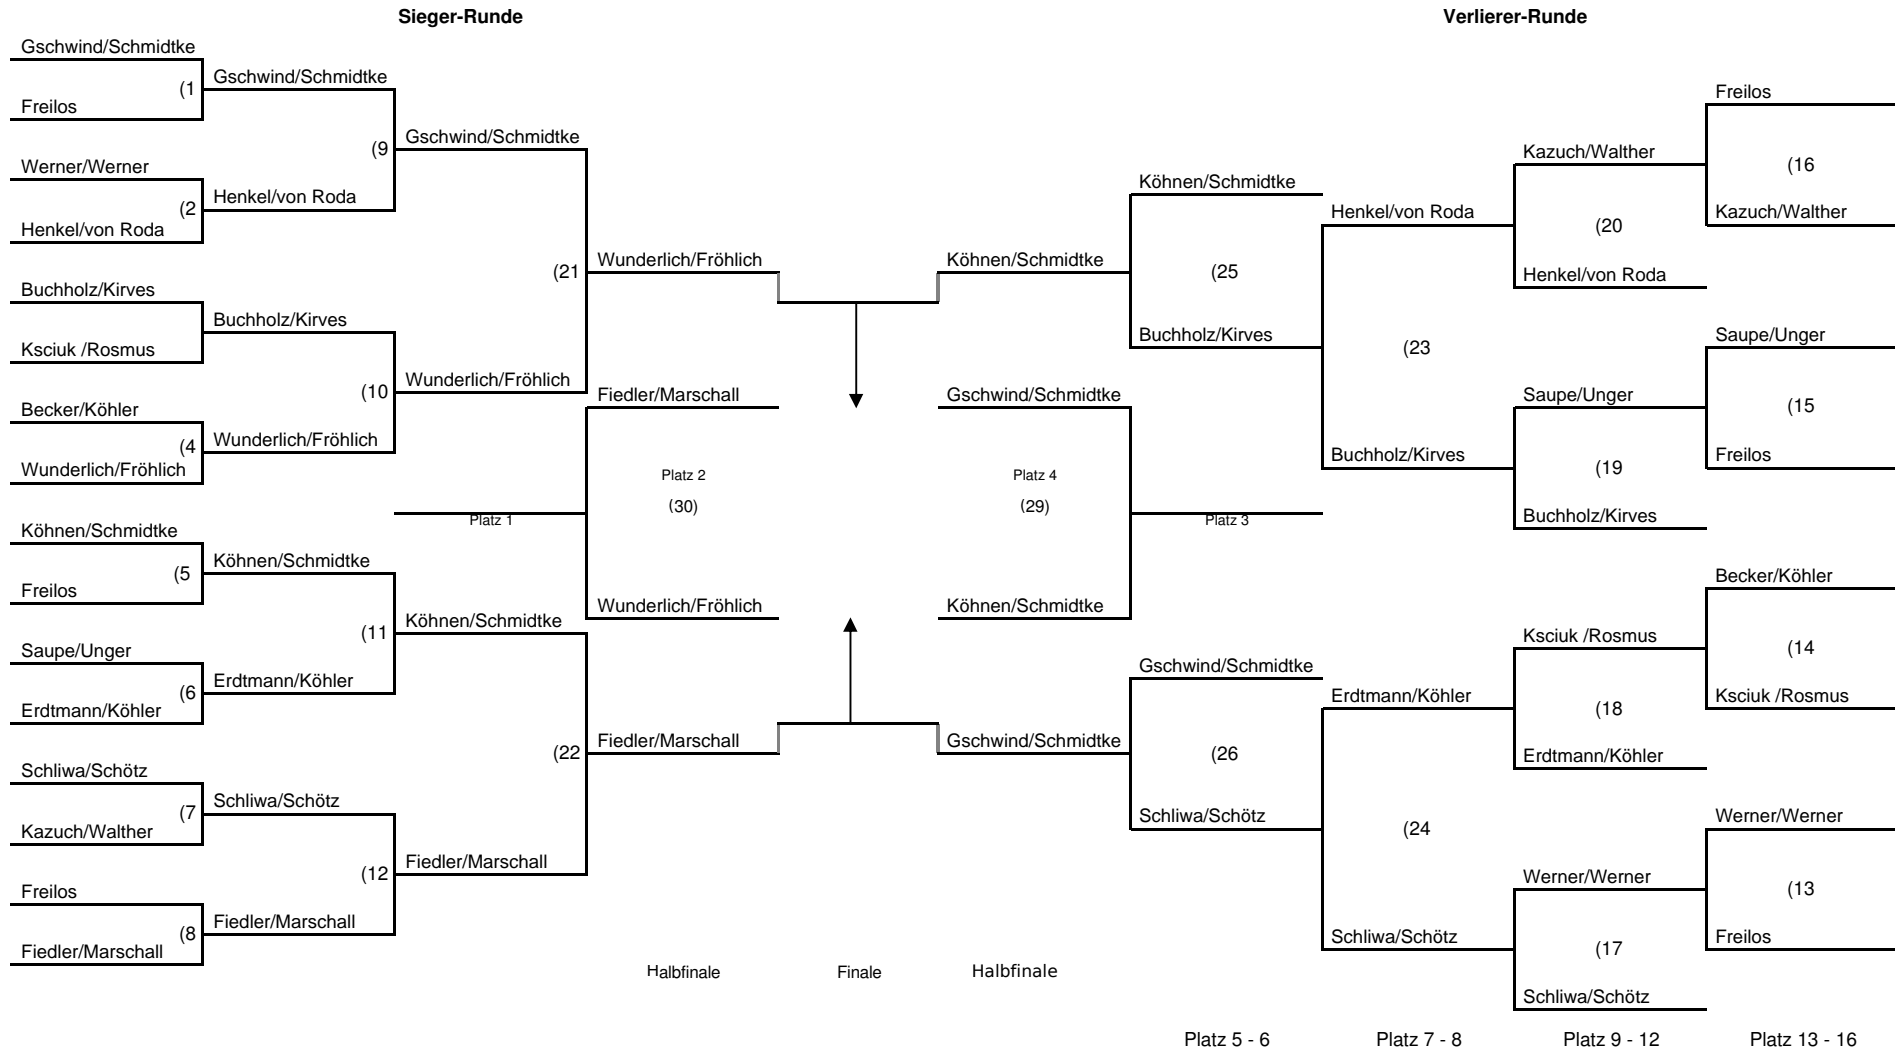 Sieger-Runde
Verlierer-Runde
Gschwind/Schmidtke
(1
Freilos
Werner/Werner
(2
Henkel/von Roda
Buchholz/Kirves
Ksciuk /Rosmus
Becker/Köhler
(4
Wunderlich/Fröhlich
Köhnen/Schmidtke
(5
Freilos
Saupe/Unger
(6
Erdtmann/Köhler
Schliwa/Schötz
(7
Kazuch/Walther
Freilos
(8
Fiedler/Marschall
Gschwind/Schmidtke
(9
Henkel/von Roda
Buchholz/Kirves
(10
Wunderlich/Fröhlich
Köhnen/Schmidtke
(11
Erdtmann/Köhler
Schliwa/Schötz
(12
Fiedler/Marschall
Gschwind/Schmidtke
(21
Wunderlich/Fröhlich
Platz 1
Köhnen/Schmidtke
(22
Fiedler/Marschall
Wunderlich/Fröhlich
Fiedler/Marschall
Platz 2
(30)
Wunderlich/Fröhlich
Fiedler/Marschall
Halbfinale
Finale
Köhnen/Schmidtke
Gschwind/Schmidtke
Platz 4
(29)
Köhnen/Schmidtke
Gschwind/Schmidtke
Halbfinale
Köhnen/Schmidtke
(25
Buchholz/Kirves
Platz 3
Gschwind/Schmidtke
(26
Schliwa/Schötz
Platz 5 - 6
Henkel/von Roda
(23
Buchholz/Kirves
Erdtmann/Köhler
(24
Schliwa/Schötz
Platz 7 - 8
Kazuch/Walther
(20
Henkel/von Roda
Saupe/Unger
(19
Buchholz/Kirves
Ksciuk /Rosmus
(18
Erdtmann/Köhler
Werner/Werner
(17
Schliwa/Schötz
Platz 9 - 12
Freilos
(16
Kazuch/Walther
Saupe/Unger
(15
Freilos
Becker/Köhler
(14
Ksciuk /Rosmus
Werner/Werner
(13
Freilos
Platz 13 - 16